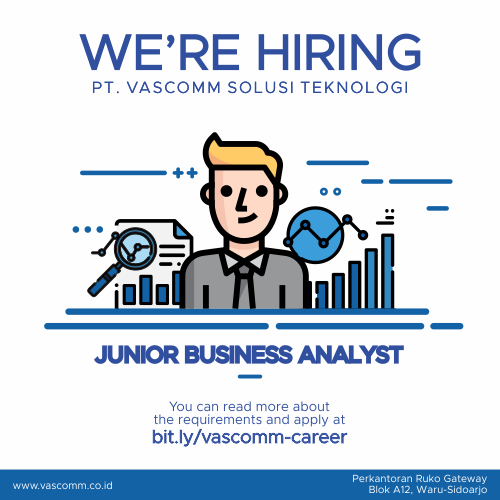 WE'RE HIRING
PT. VASCOMM SOLUSI TEKNOLOGI
JUNIOR BUSINESS ANALYST
You can read more about
the requirements and apply at
bit.ly/vascomm-career
www.vascomm.co.id
Perkantoran Ruko Gateway
Blok A12, Waru-Sidoarjo